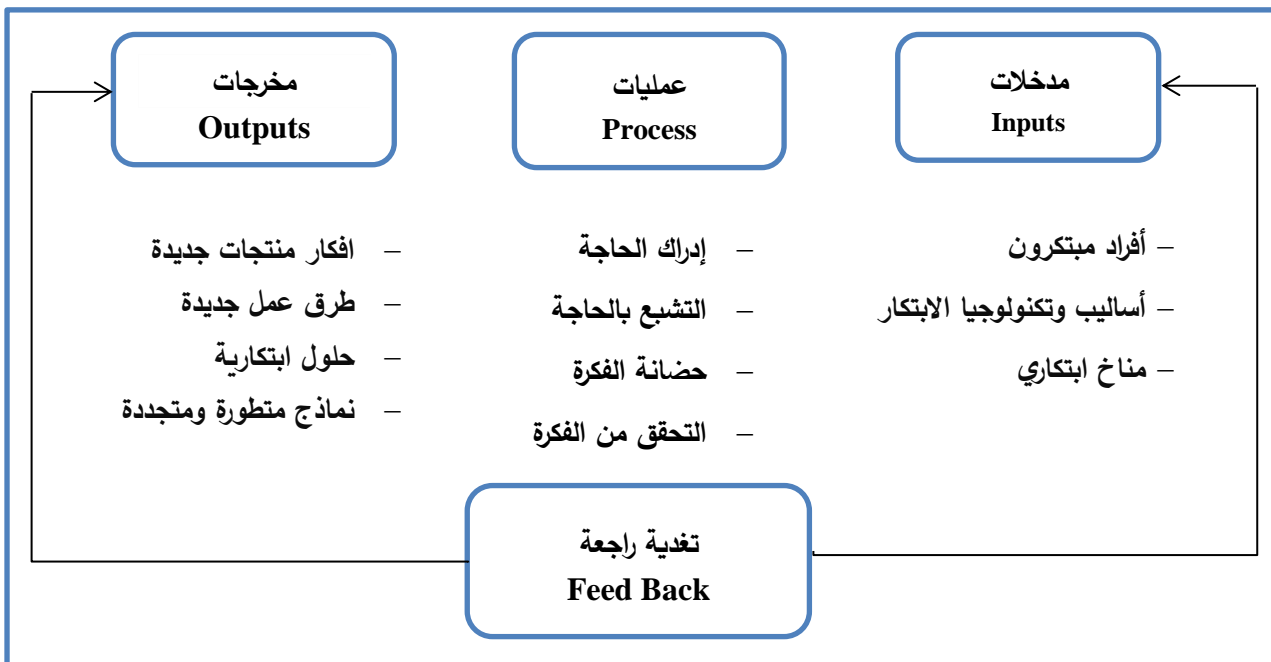 مدخلات
Inputs
عمليات
Process
مخرجات
Outputs
– أفراد مبتكرون
– أساليب وتكنولوجيا الابتكار
– مناخ ابتكاري
– إدراك الحاجة
– التشبع بالحاجة
– حضانة الفكرة
– التحقق من الفكرة
– افكار منتجات جديدة
– طرق عمل جديدة
– حلول ابتكارية
– نماذج متطورة ومتجددة
تغدية راجعة
Feed Back